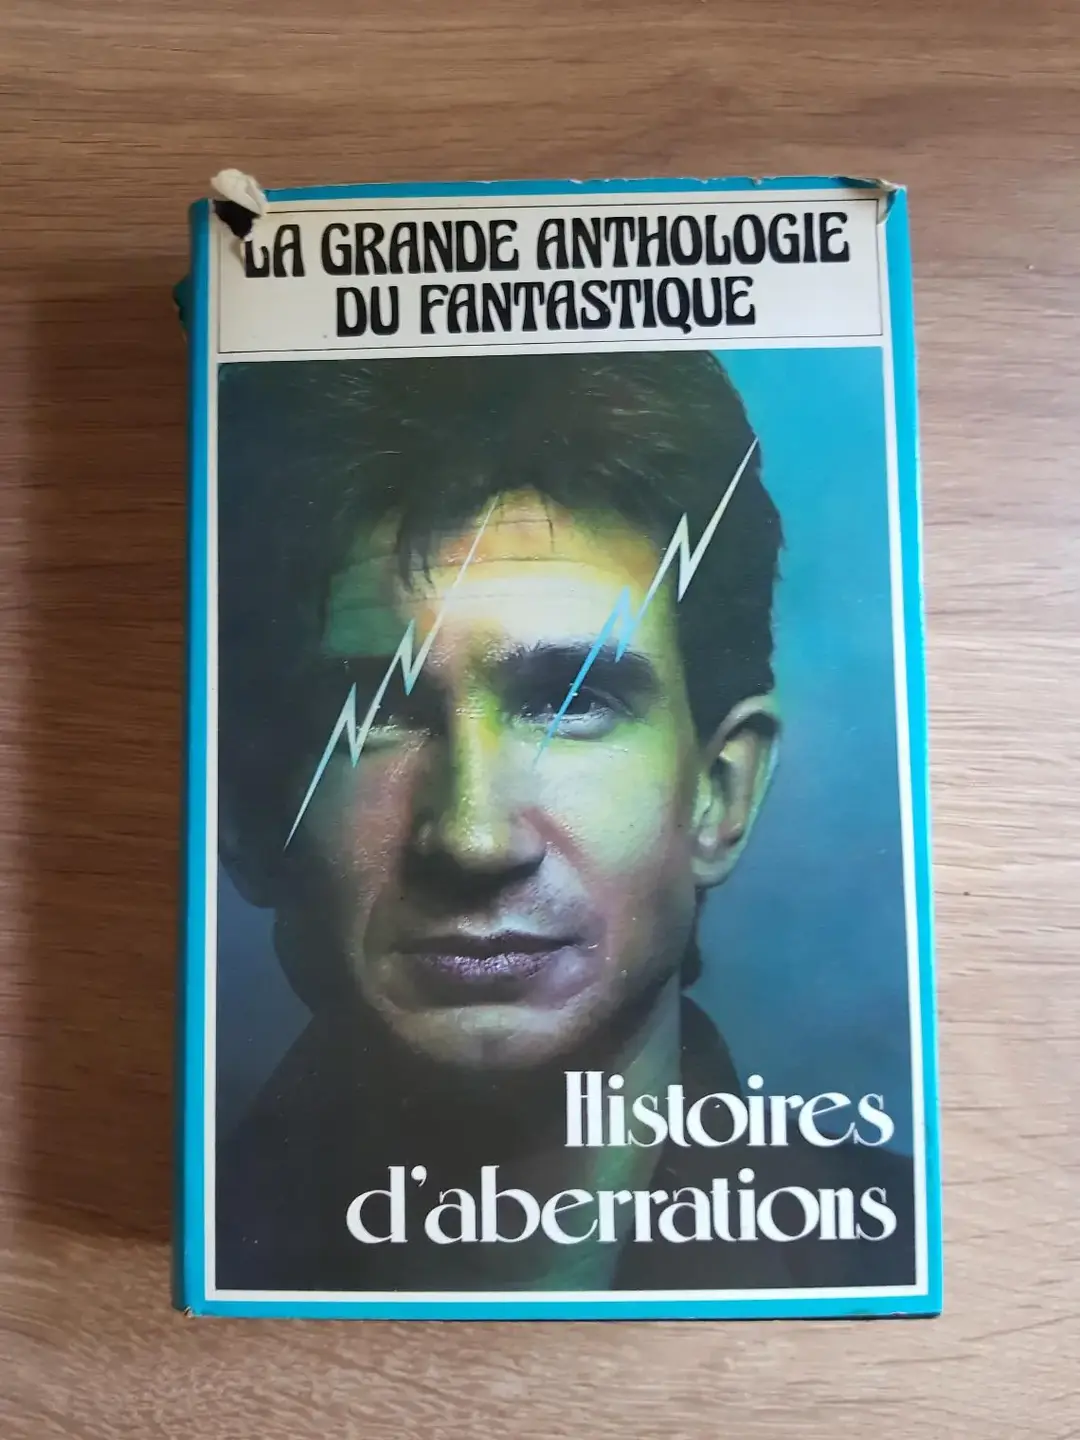 LA GRANDE ANTHOLOGIE
DU FANTASTIQUE
Histoires
d'aberrations